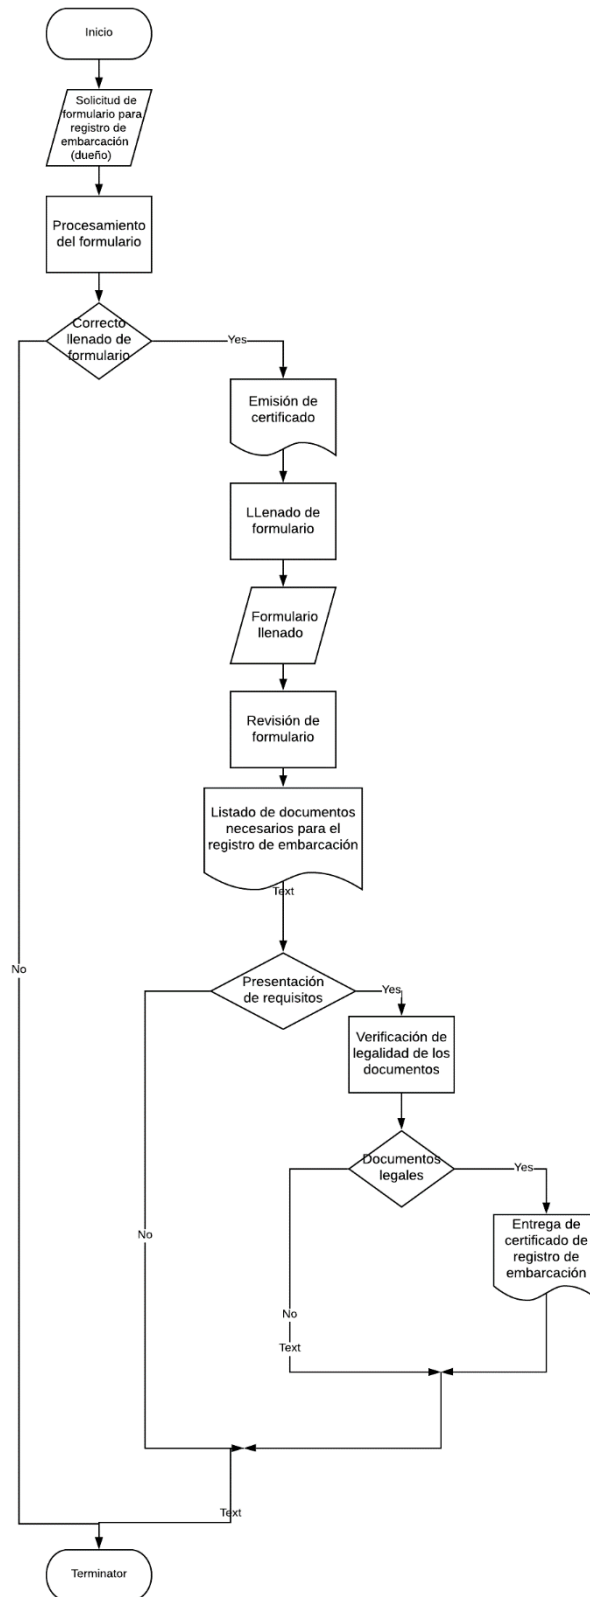 Inicio
Solicitud de
formulario para
registro de
embarcación
(dueño)
Procesamiento
del formulario
Correcto
llenado de
formulario
Yes
Emisión de
certificado
LLenado de
formulario
Formulario
llenado
Revisión de
formulario
Listado de documentos
necesarios para el
registro de embarcación
Text
No
Presentación
de requisitos
Yes
Verificación de
legalidad de los
documentos
Documentos
legales
Yes
Entrega de
certificado de
registro de
embarcación
No
No
Text
Text
Terminator